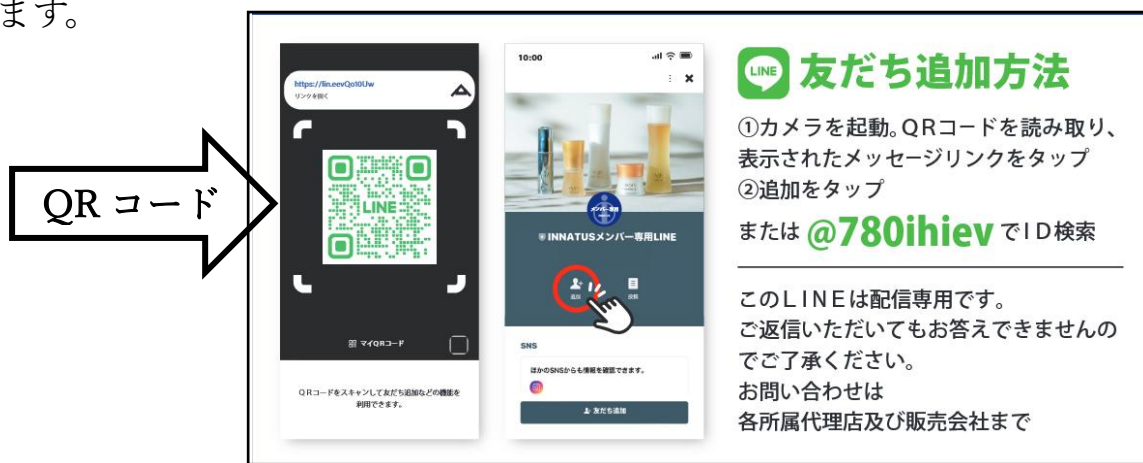 ます。
QR コード
https://lin.eevQo10Uw
リンクを開く
LINE
マイQRコード
QRコードをスキャンして友だち追加などの機能を
利用できます。
10:00
メンバー専用
INNATUSメンバー専用LINE
追加
投稿
SNS
ほかのSNSからも情報を確認できます。
友だち追加
LINE 友だち追加方法
①カメラを起動。QRコードを読み取り、
表示されたメッセージリンクをタップ
②追加をタップ
または @780ihiev でID検索
このLINEは配信専用です。
ご返信いただいてもお答えできませんの
でご了承ください。
お問い合わせは
各所属代理店及び販売会社まで